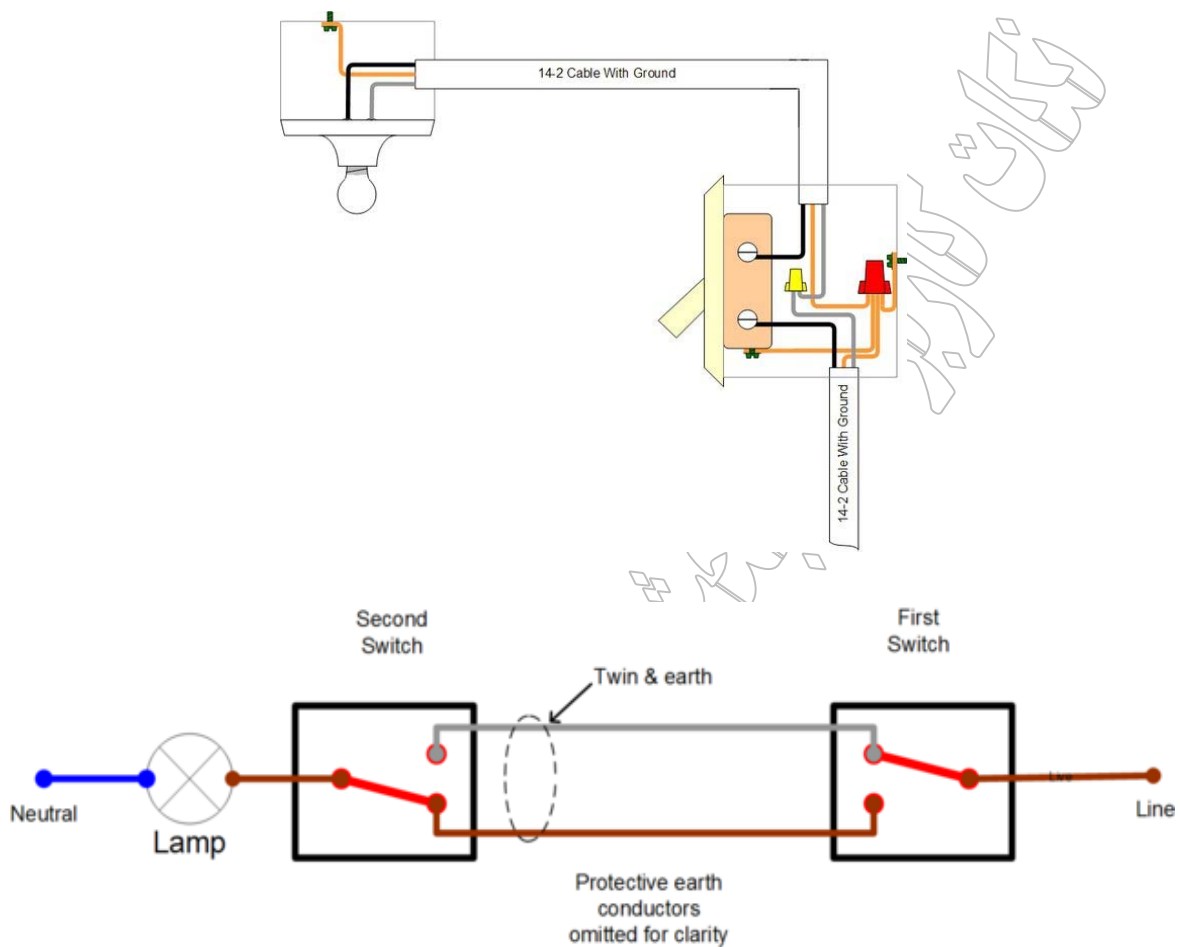 14-2 Cable With Ground
14-2 Cable With Ground
Second
Switch
First
Switch
Twin & earth
Live
Neutral
Lamp
Line
Protective earth
conductors
omitted for clarity